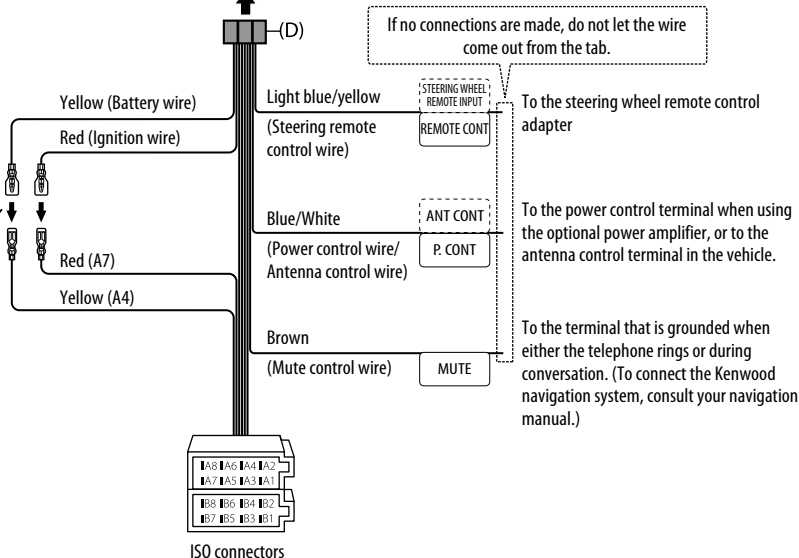 (D)
If no connections are made, do not let the wire
come out from the tab.
Yellow (Battery wire)
Red (Ignition wire)
Light blue/yellow
(Steering remote
control wire)
STEERING WHEEL
REMOTE INPUT
REMOTE CONT
To the steering wheel remote control
adapter
Blue/White
(Power control wire/
Antenna control wire)
ANT CONT
P. CONT
To the power control terminal when using
the optional power amplifier, or to the
antenna control terminal in the vehicle.
Red (A7)
Yellow (A4)
Brown
(Mute control wire)
MUTE
To the terminal that is grounded when
either the telephone rings or during
conversation. (To connect the Kenwood
navigation system, consult your navigation
manual.)
A8 A6 A4 A2
A7 A5 A3 A1
B8 B6 B4 B2
B7 B5 B3 B1
ISO connectors